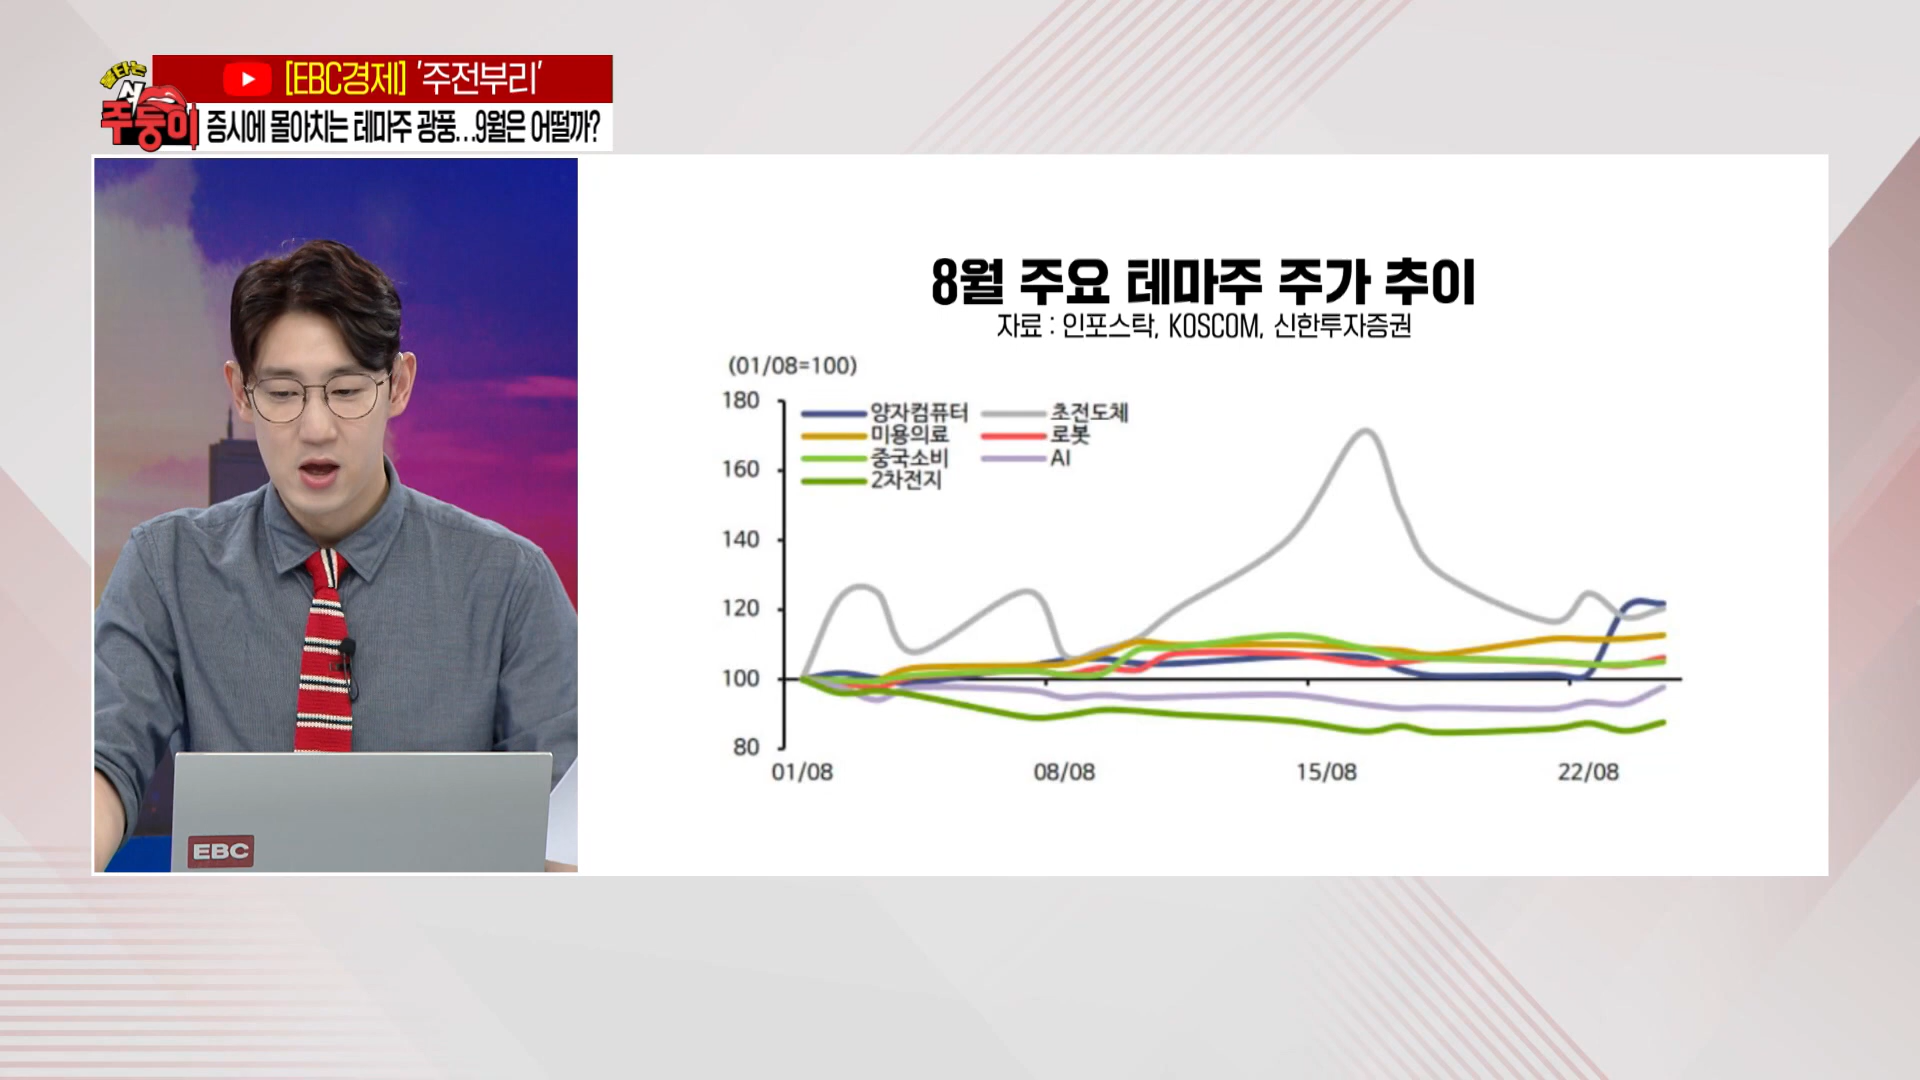 [EBC경제] '주전부리'
불타는
주둥이
증시에 몰아치는 테마주 광풍...9월은 어떨까?
8월 주요 테마주 주가 추이
자료 : 인포스탁, KOSCOM, 신한투자증권
(01/08=100)
양자컴퓨터 초전도체
미용의료 로봇
중국소비 AI
2차전지
180
160
140
120
100
80
01/08 08/08 15/08 22/08
EBC